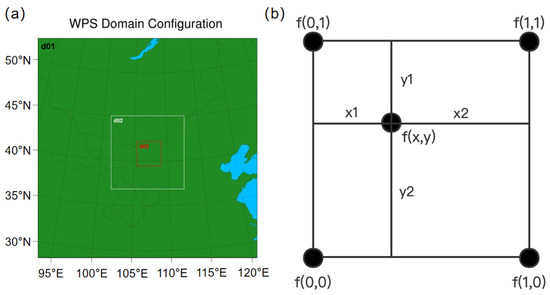 (a)
WPS Domain Configuration
d01
50°N
45°N
40°N
35°N
30°N
d02
95°E 100°E 105°E 110°E 115°E 120°E
(b)
f(0,1) f(1,1)
y1
x1 x2
f(x,y)
y2
f(0,0) f(1,0)